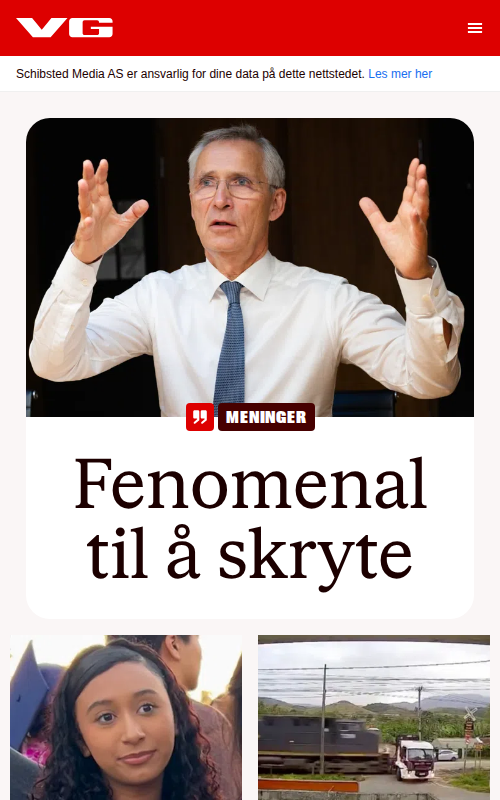 VG
Schibsted Media AS er ansvarlig for dine data på dette nettstedet. Les mer her
MENINGER
Fenomenal
til å skryte